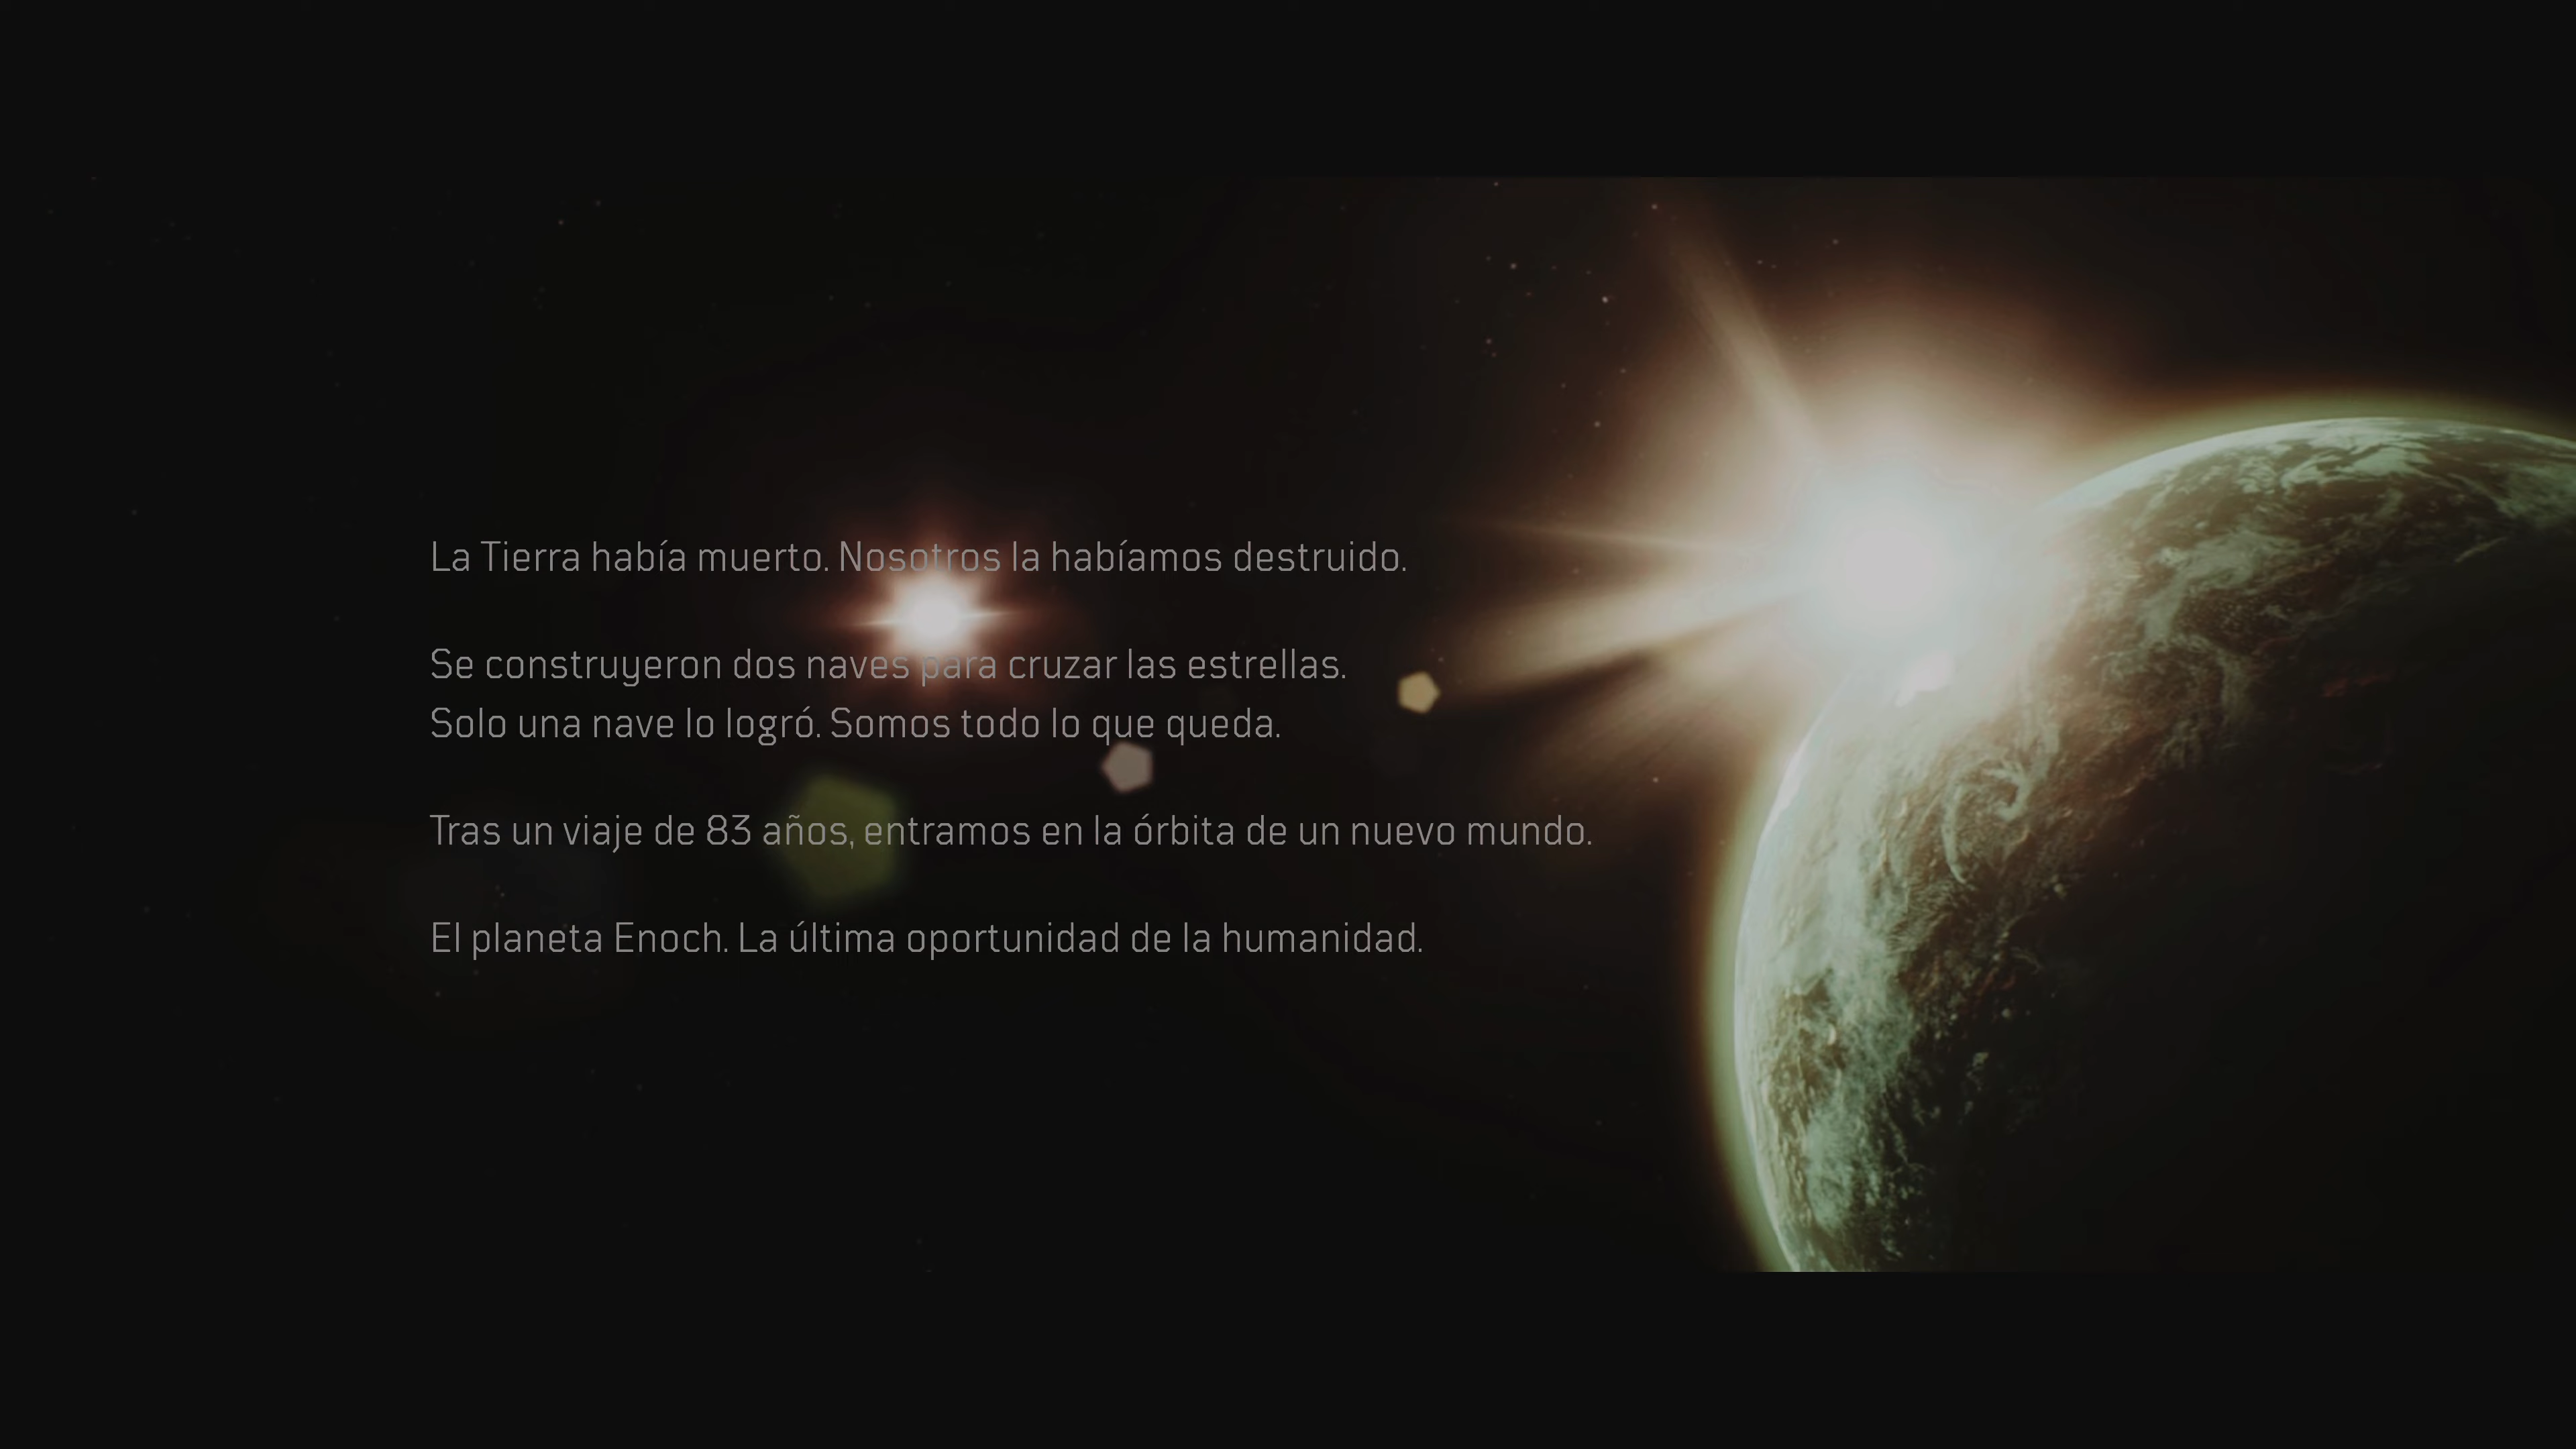 La Tierra había muerto. Nosotros la habíamos destruido.
Se construyeron dos naves para cruzar las estrellas.
Solo una nave lo logró. Somos todo lo que queda.
Tras un viaje de 83 años, entramos en la órbita de un nuevo mundo.
El planeta Enoch. La última oportunidad de la humanidad.